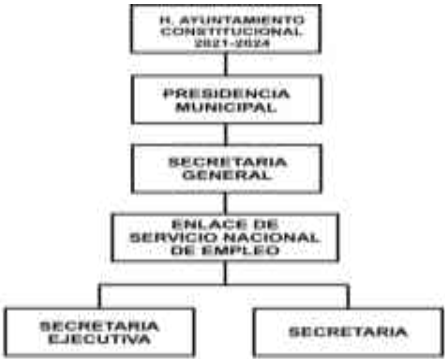 H. AYUNTAMIENTO
CONSTITUCIONAL
2021-2024
PRESIDENCIA
MUNICIPAL
SECRETARIA
GENERAL
ENLACE DE
SERVICIO NACIONAL
DE EMPLEO
SECRETARIA
EJECUTIVA
SECRETARIA